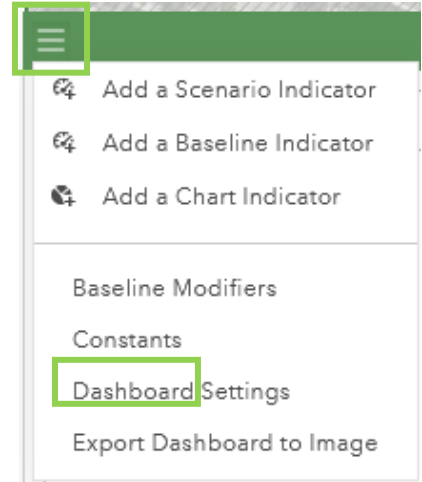 Add a Scenario Indicator
Add a Baseline Indicator
Add a Chart Indicator
Baseline Modifiers
Constants
Dashboard Settings
Export Dashboard to Image